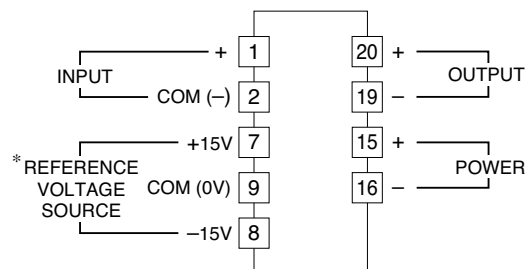 + 1 20 +
INPUT OUTPUT
COM (–) 2 19 –
+15V 7 15 +
*REFERENCE
VOLTAGE
SOURCE
COM (0V) 9 16 –
POWER
–15V 8